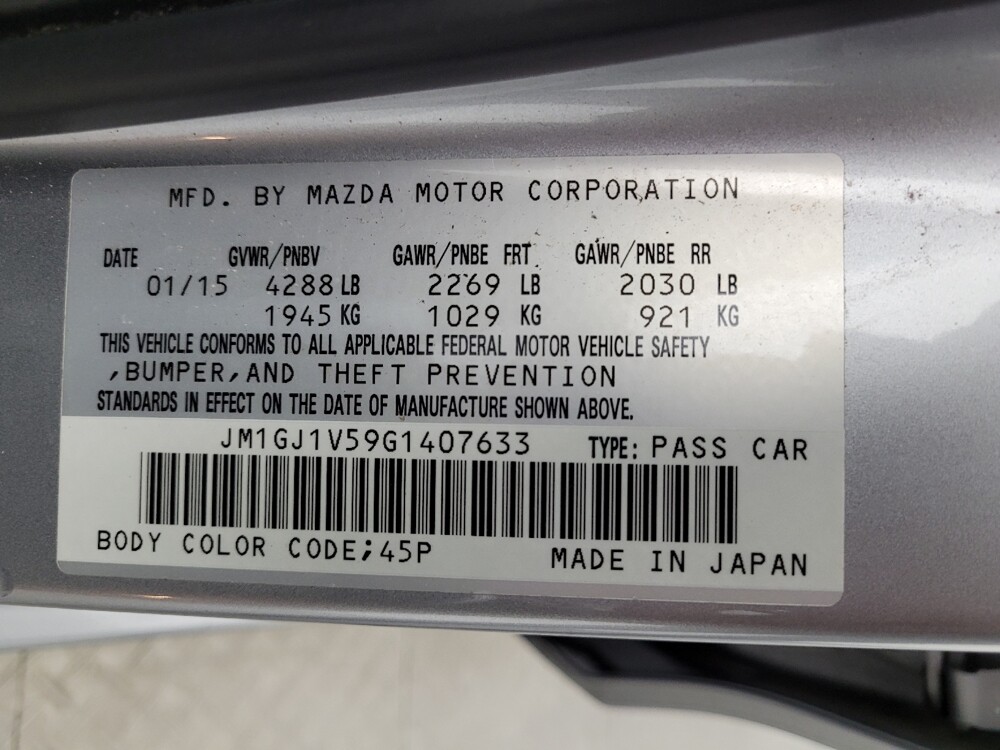 MFD. BY MAZDA MOTOR CORPORATION
DATE GVWR/PNBV GAWR/PNBE FRT GAWR/PNBE RR
01/15 4288 LB 2269 LB 2030 LB
1945 KG 1029 KG 921 KG
THIS VEHICLE CONFORMS TO ALL APPLICABLE FEDERAL MOTOR VEHICLE SAFETY
,BUMPER,AND THEFT PREVENTION
STANDARDS IN EFFECT ON THE DATE OF MANUFACTURE SHOWN ABOVE.
JM1GJ1V59G1407633 TYPE: PASS CAR
BODY COLOR CODE;45P MADE IN JAPAN